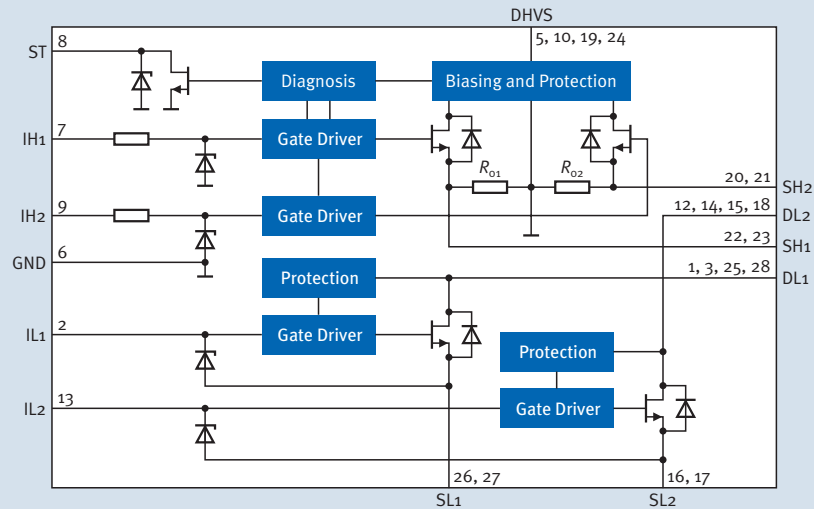 DHVS
5, 10, 19, 24
8
ST
Diagnosis
Biasing and Protection
7
IH1
Gate Driver
R01
R02
20, 21
SH2
9
IH2
Gate Driver
12, 14, 15, 18
DL2
22, 23
SH1
6
GND
Protection
1, 3, 25, 28
DL1
2
IL1
Gate Driver
Protection
13
IL2
Gate Driver
26, 27
16, 17
SL1
SL2